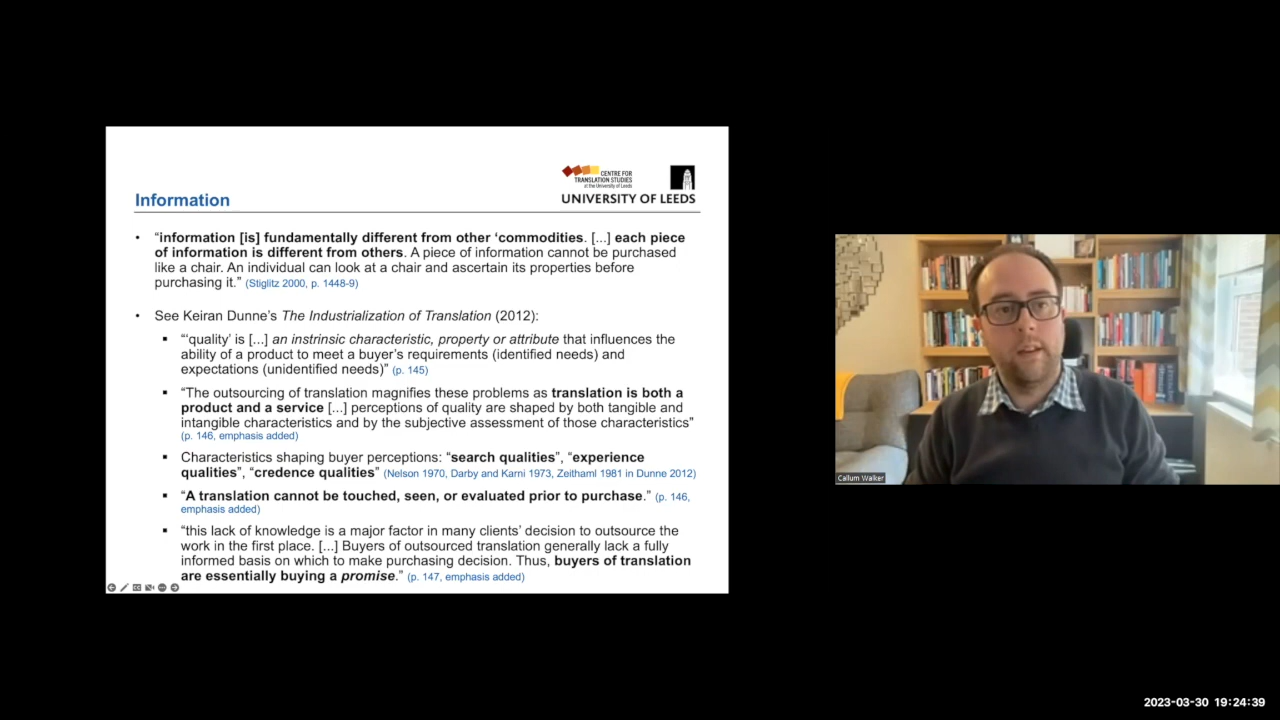 CENTRE FOR
TRANSLATION STUDIES
at the University of Leeds
UNIVERSITY OF LEEDS
Information
• “information [is] fundamentally different from other ‘commodities. [...] each piece
of information is different from others. A piece of information cannot be purchased
like a chair. An individual can look at a chair and ascertain its properties before
purchasing it.” (Stiglitz 2000, p. 1448-9)
• See Keiran Dunne’s The Industrialization of Translation (2012):
▪ “‘quality’ is [...] an instrinsic characteristic, property or attribute that influences the
ability of a product to meet a buyer’s requirements (identified needs) and
expectations (unidentified needs)” (p. 145)
▪ “The outsourcing of translation magnifies these problems as translation is both a
product and a service [...] perceptions of quality are shaped by both tangible and
intangible characteristics and by the subjective assessment of those characteristics”
(p. 146, emphasis added)
▪ Characteristics shaping buyer perceptions: “search qualities”, “experience
qualities”, “credence qualities” (Nelson 1970, Darby and Karni 1973, Zeithaml 1981 in Dunne 2012)
▪ “A translation cannot be touched, seen, or evaluated prior to purchase.” (p. 146,
emphasis added)
▪ “this lack of knowledge is a major factor in many clients’ decision to outsource the
work in the first place. [...] Buyers of outsourced translation generally lack a fully
informed basis on which to make purchasing decision. Thus, buyers of translation
are essentially buying a promise.” (p. 147, emphasis added)
Callum Walker
2023-03-30 19:24:39